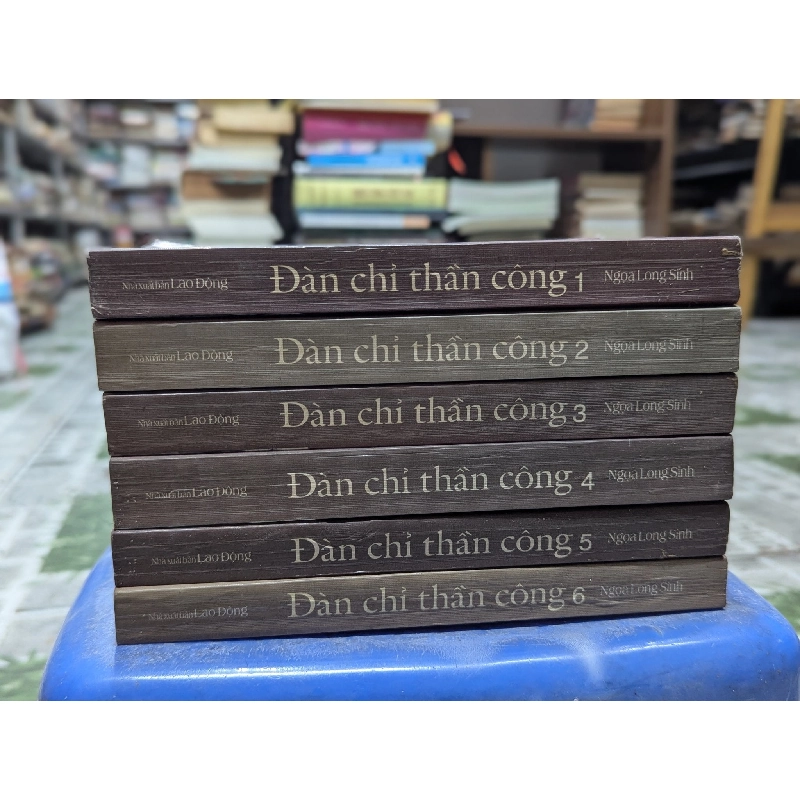 Nhà xuất bản Lao Động Đàn chỉ thần công 1 Ngọa Long Sinh
Nhà xuất bản Lao Động Đàn chỉ thần công 2 Ngọa Long Sinh
Nhà xuất bản Lao Động Đàn chỉ thần công 3 Ngọa Long Sinh
Nhà xuất bản Lao Động Đàn chỉ thần công 4 Ngọa Long Sinh
Nhà xuất bản Lao Động Đàn chỉ thần công 5 Ngọa Long Sinh
Nhà xuất bản Lao Động Đàn chỉ thần công 6 Ngọa Long Sinh